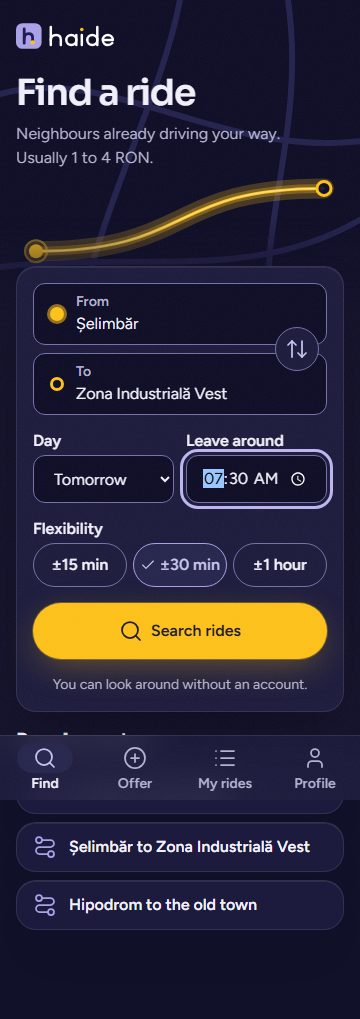 haide
Find a ride
Neighbours already driving your way.
Usually 1 to 4 RON.
From
Șelimbăr
To
Zona Industrială Vest
Day
Leave around
Tomorrow
07:30 AM
Flexibility
±15 min
±30 min
±1 hour
Search rides
You can look around without an account.
Find
Offer
My rides
Profile
Șelimbăr to Zona Industrială Vest
Hipodrom to the old town